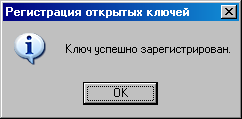 Регистрация открытых ключей
Ключ успешно зарегистрирован.
OK